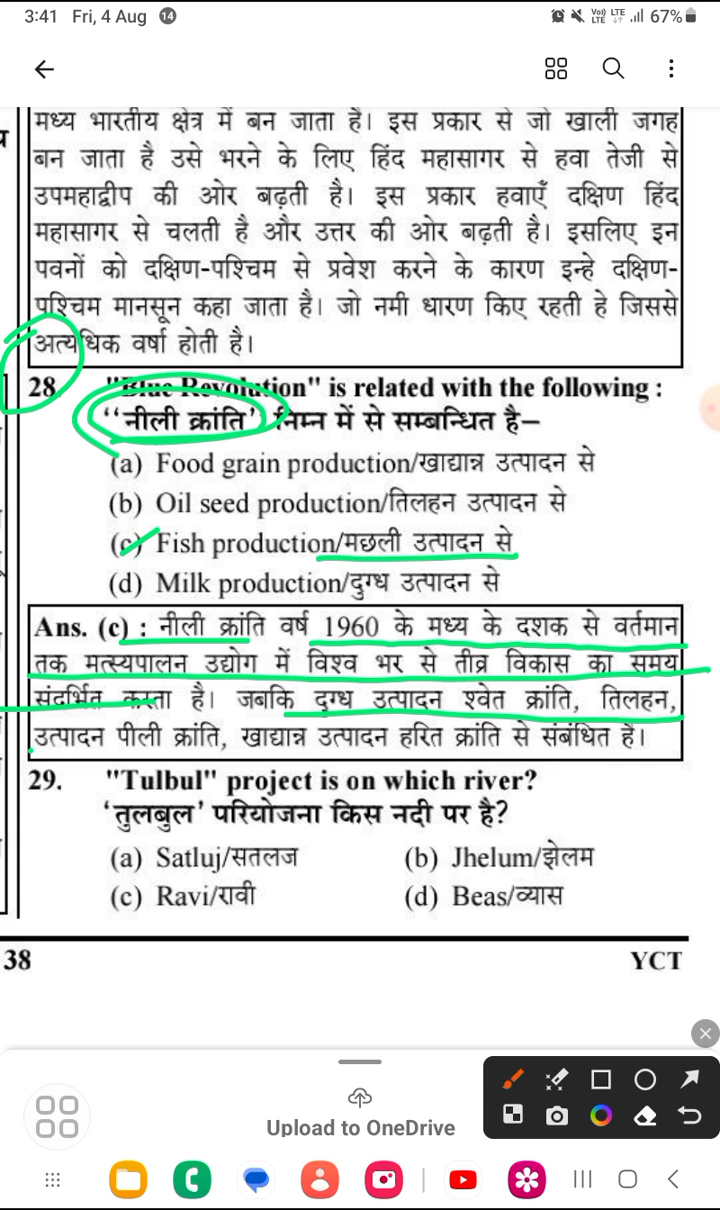 3:41 Fri, 4 Aug 14
Vo)) LTE LTE 67%
मध्य भारतीय क्षेत्र में बन जाता है। इस प्रकार से जो खाली जगह
बन जाता है उसे भरने के लिए हिंद महासागर से हवा तेजी से
उपमहाद्वीप की ओर बढ़ती है। इस प्रकार हवाएँ दक्षिण हिंद
महासागर से चलती है और उत्तर की ओर बढ़ती है। इसलिए इन
पवनों को दक्षिण-पश्चिम से प्रवेश करने के कारण इन्हे दक्षिण-
पश्चिम मानसून कहा जाता है। जो नमी धारण किए रहती हे जिससे
अत्यधिक वर्षा होती है।
28. "Blue Revolution" is related with the following :
‘‘नीली क्रांति’ निम्न में से सम्बन्धित है–
(a) Food grain production/खाद्यान्न उत्पादन से
(b) Oil seed production/तिलहन उत्पादन से
(c) Fish production/मछली उत्पादन से
(d) Milk production/दुग्ध उत्पादन से
Ans. (c) : नीली क्रांति वर्ष 1960 के मध्य के दशक से वर्तमान
तक मत्स्यपालन उद्योग में विश्व भर से तीव्र विकास का समय
संदर्भित करता है। जबकि दुग्ध उत्पादन श्वेत क्रांति, तिलहन,
उत्पादन पीली क्रांति, खाद्यान्न उत्पादन हरित क्रांति से संबंधित है।
29. "Tulbul" project is on which river?
‘तुलबुल’ परियोजना किस नदी पर है?
(a) Satluj/सतलज (b) Jhelum/झेलम
(c) Ravi/रावी (d) Beas/व्यास
38 YCT
Upload to OneDrive